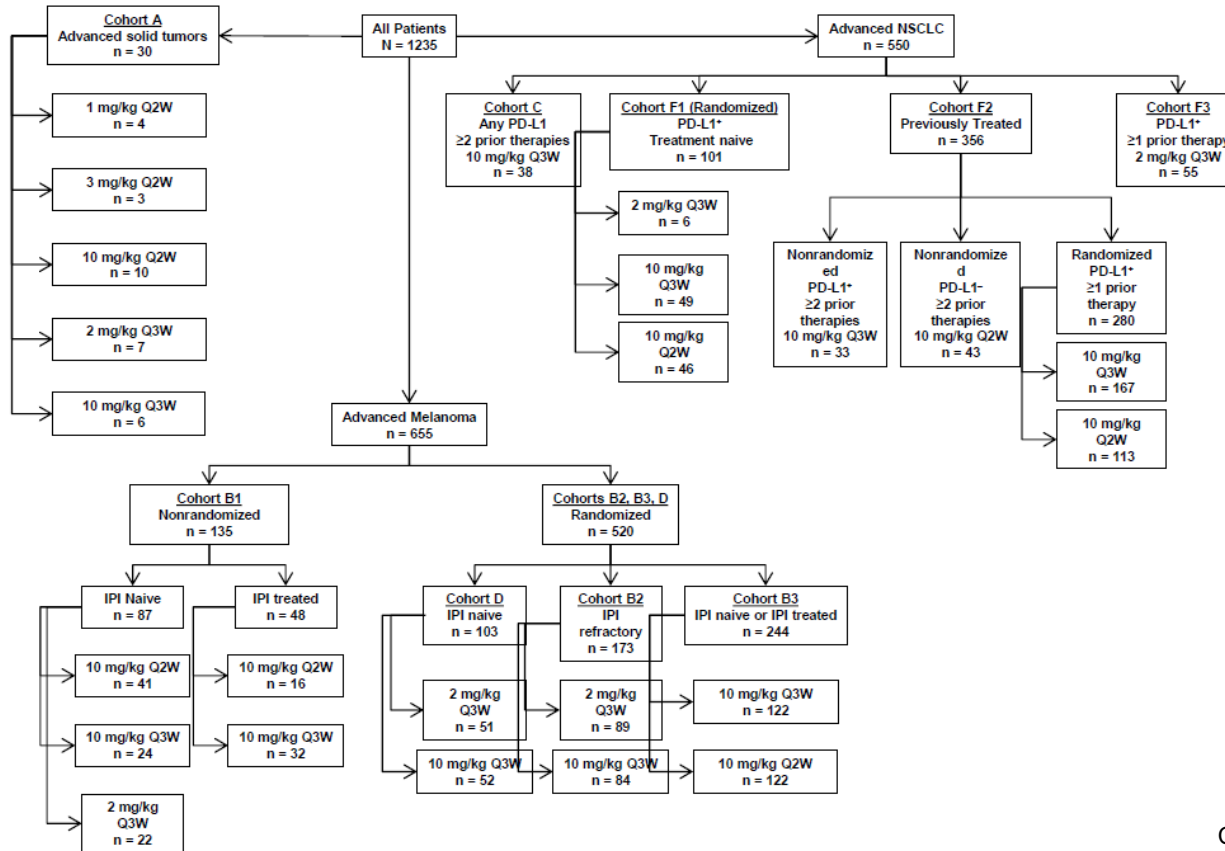 Cohort A
Advanced solid tumors
n = 30
All Patients
N = 1235
Advanced NSCLC
n = 550
1 mg/kg Q2W
n = 4
3 mg/kg Q2W
n = 3
10 mg/kg Q2W
n = 10
2 mg/kg Q3W
n = 7
10 mg/kg Q3W
n = 6
Cohort C
Any PD-L1
≥2 prior therapies
10 mg/kg Q3W
n = 38
Cohort F1 (Randomized)
PD-L1⁺
Treatment naive
n = 101
2 mg/kg Q3W
n = 6
10 mg/kg
Q3W
n = 49
10 mg/kg
Q2W
n = 46
Cohort F2
Previously Treated
n = 356
Nonrandomiz
ed
PD-L1⁺
≥2 prior
therapies
10 mg/kg Q3W
n = 33
Nonrandomize
d
PD-L1⁻
≥2 prior
therapies
10 mg/kg Q2W
n = 43
Randomized
PD-L1⁺
≥1 prior
therapy
n = 280
10 mg/kg
Q3W
n = 167
10 mg/kg
Q2W
n = 113
Cohort F3
PD-L1⁺
≥1 prior therapy
2 mg/kg Q3W
n = 55
Advanced Melanoma
n = 655
Cohort B1
Nonrandomized
n = 135
IPI Naive
n = 87
10 mg/kg Q2W
n = 41
10 mg/kg Q3W
n = 24
2 mg/kg
Q3W
n = 22
IPI treated
n = 48
10 mg/kg Q2W
n = 16
10 mg/kg Q3W
n = 32
Cohorts B2, B3, D
Randomized
n = 520
Cohort D
IPI naive
n = 103
2 mg/kg
Q3W
n = 51
10 mg/kg Q3W
n = 52
Cohort B2
IPI
refractory
n = 173
2 mg/kg
Q3W
n = 89
10 mg/kg Q3W
n = 84
Cohort B3
IPI naive or IPI treated
n = 244
10 mg/kg Q3W
n = 122
10 mg/kg Q2W
n = 122